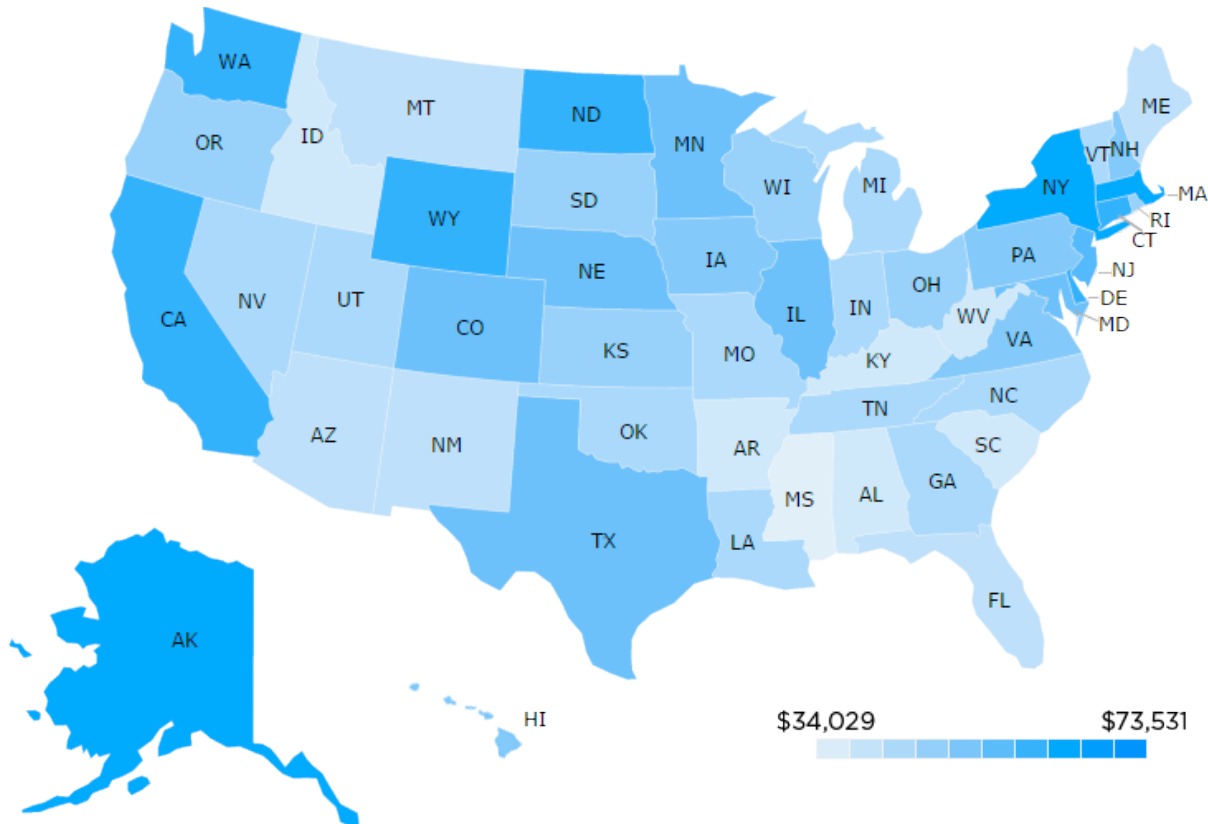 WA
MT
ND
MN
ME
OR
ID
VT
NH
WI
MI
NY
SD
MA
WY
RI
CT
PA
IA
NE
NJ
OH
UT
NV
IN
DE
CA
IL
WV
MD
CO
VA
KS
MO
KY
NC
TN
AZ
NM
OK
AR
SC
GA
AL
MS
TX
LA
FL
AK
HI
$34,029
$73,531